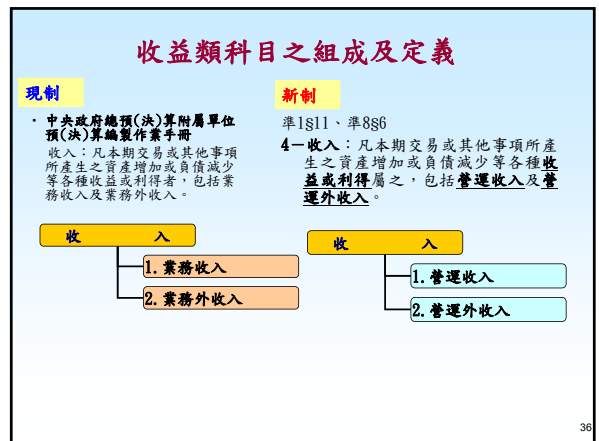 收益類科目之組成及定義
現制
• 中央政府總預(決)算附屬單位
預(決)算編製作業手冊
收入：凡本期交易或其他事項
所產生之資產增加或負債減少
等各種收益或利得者，包括業
務收入及業務外收入。
收 入
1. 業務收入
2. 業務外收入
新制
準1§11、準8§6
4－收入：凡本期交易或其他事項所產
生之資產增加或負債減少等各種收
益或利得屬之，包括營運收入及營
運外收入。
收 入
1. 營運收入
2. 營運外收入
36